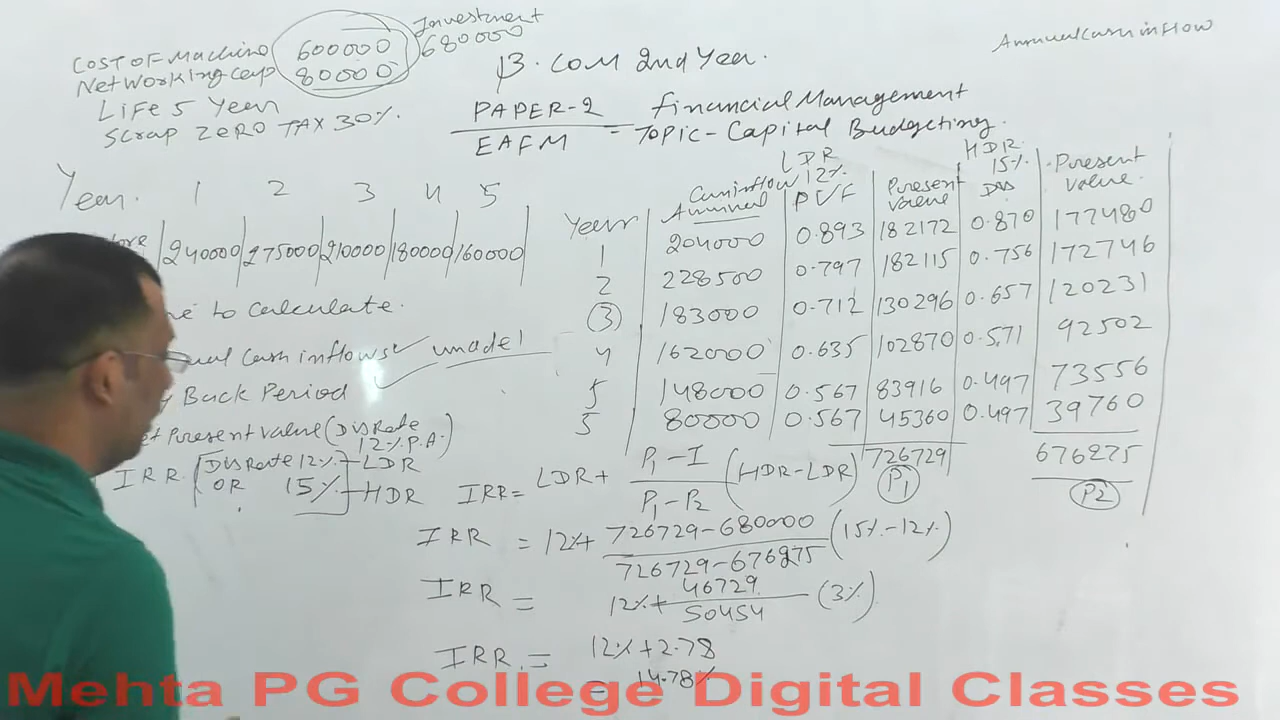 Investment
COST OF Machine 600000 680000
Networking cap 80000
Annual cash inflow
B. COM 2nd Year.
LiFe 5 Year
Scrap ZERO TAX 30%.
PAPER-2 Financial Management
EAFM = Topic - Capital Budgeting.
Year. 1 2 3 4 5
240000 275000 210000 180000 160000
to Calculate.
Cash inflows unadel
Back Period
Present Value (Dis Rate
12% P.A.)
IRR. Dis Rate 12% - LDR
OR 15% - HDR
LDR HDR
12% 15%
Year Annual P.V.F Present Value Dis Present Value
1 204000 0.893 182172 0.870 177480
2 228500 0.797 182115 0.756 172746
3 183000 0.712 130296 0.657 120231
4 162000 0.635 102870 0.571 92502
5 148000 0.567 83916 0.497 73556
5 80000 0.567 45360 0.497 39760
726729 676275
P1 P2
IRR = LDR + P1 - I / P1 - P2 (HDR - LDR)
IRR = 12% + 726729 - 680000 / 726729 - 676275 (15% - 12%)
IRR = 12% + 46729 / 50454 (3%)
IRR. = 12% + 2.78
= 14.78%
Mehta PG College Digital Classes